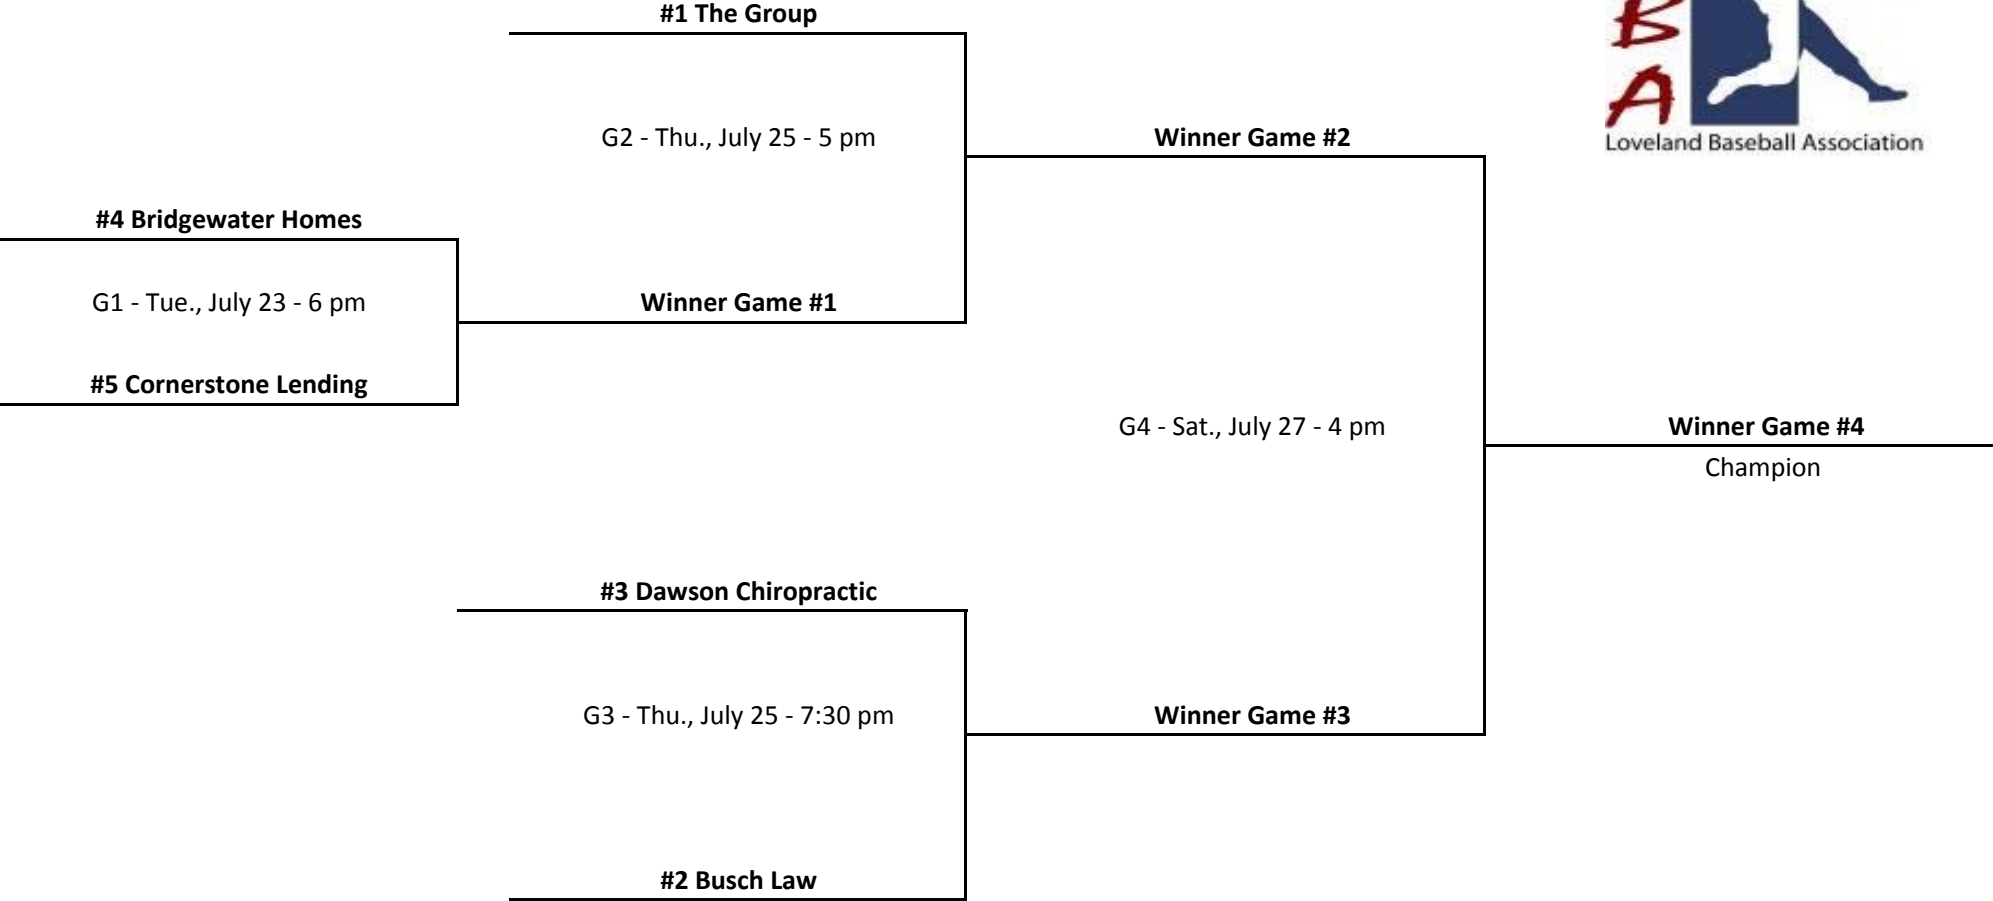 #1 The Group
B
A
Loveland Baseball Association
G2 - Thu., July 25 - 5 pm
Winner Game #2
#4 Bridgewater Homes
G1 - Tue., July 23 - 6 pm
Winner Game #1
#5 Cornerstone Lending
G4 - Sat., July 27 - 4 pm
Winner Game #4
Champion
#3 Dawson Chiropractic
G3 - Thu., July 25 - 7:30 pm
Winner Game #3
#2 Busch Law